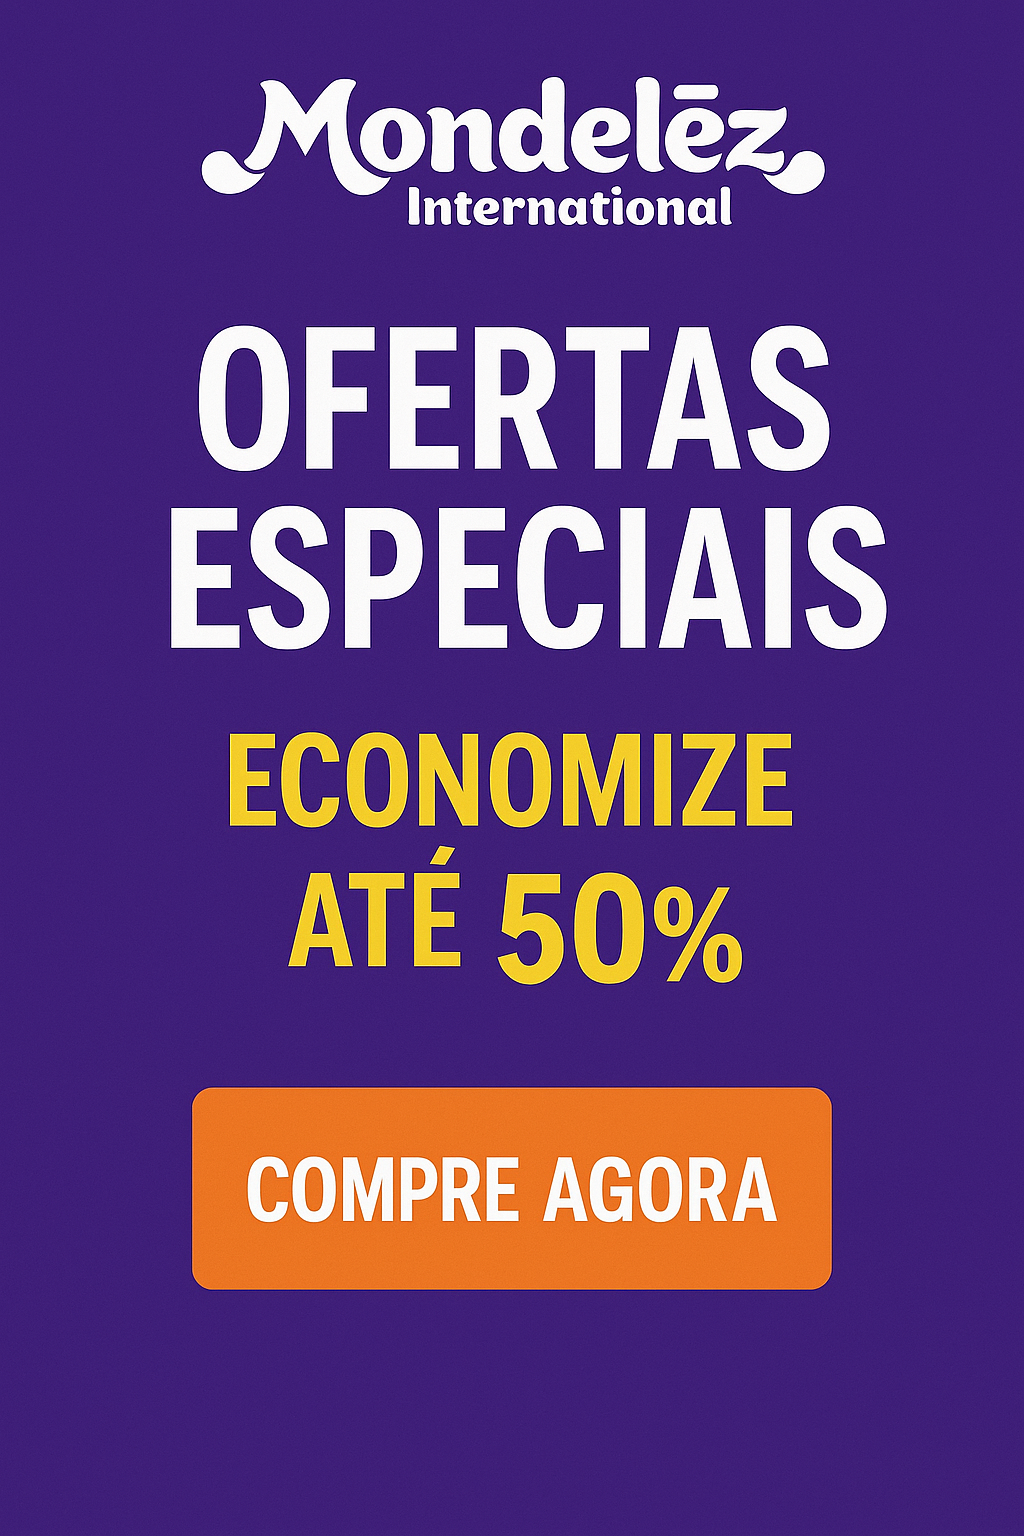 Mondelēz
International
OFERTAS
ESPECIAIS
ECONOMIZE
ATÉ 50%
COMPRE AGORA